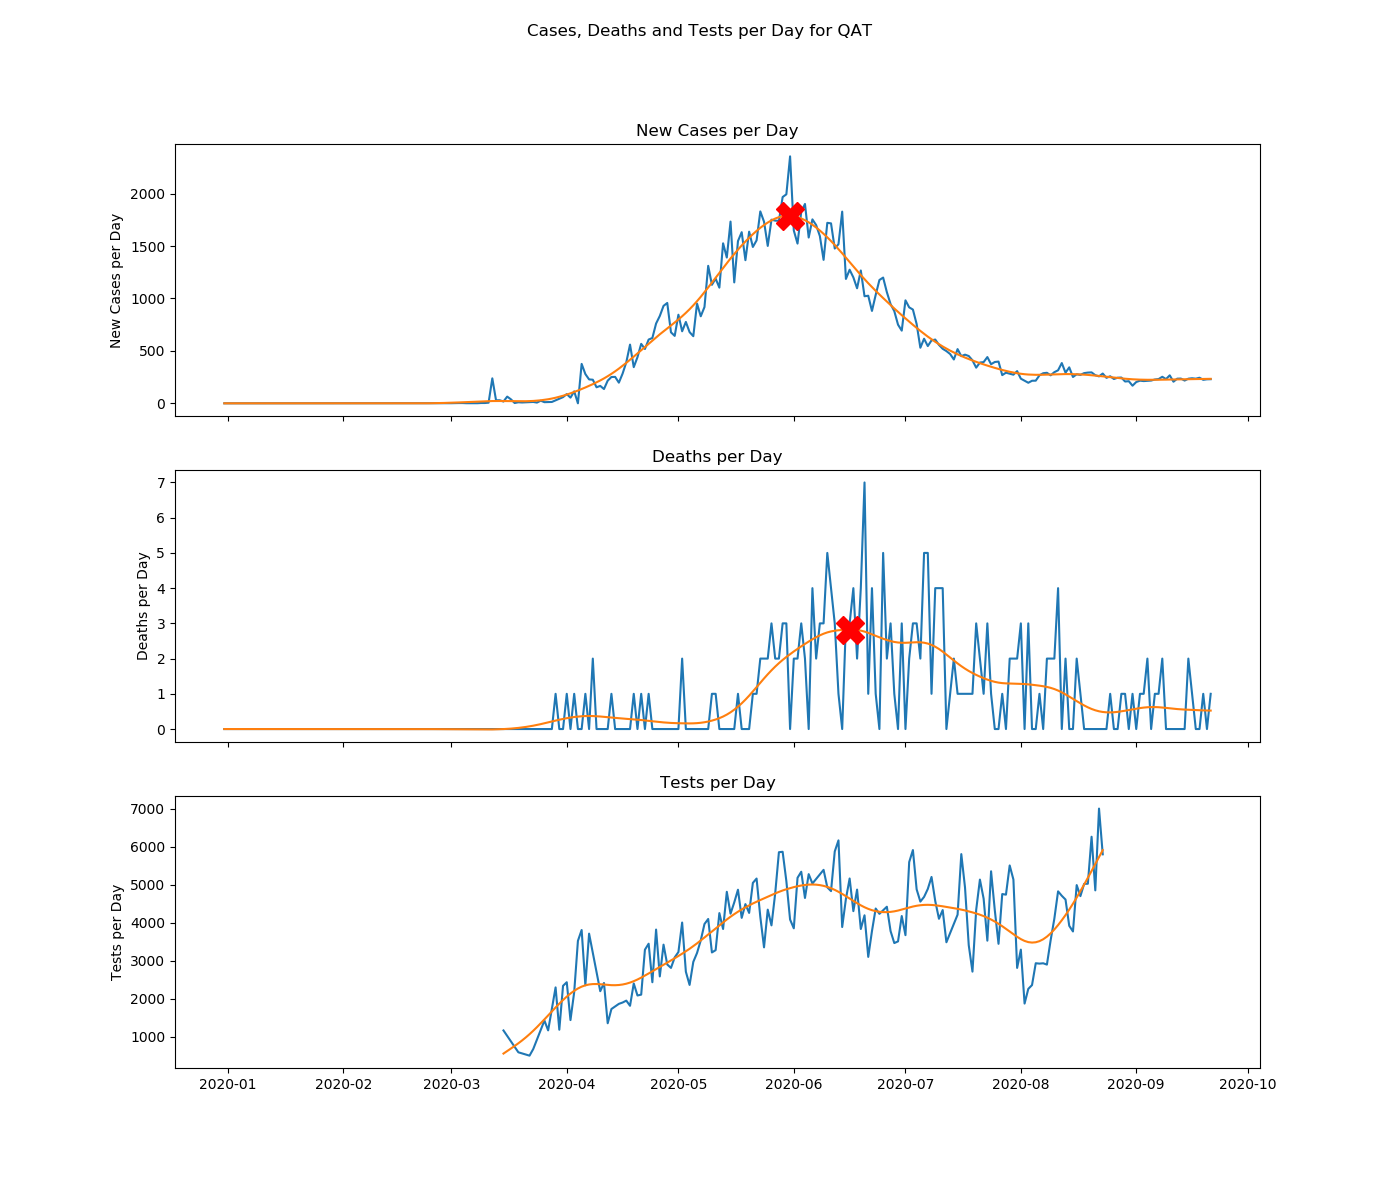 Cases, Deaths and Tests per Day for QAT
New Cases per Day
New Cases per Day
2000
1500
1000
500
0
Deaths per Day
Deaths per Day
7
6
5
4
3
2
1
0
Tests per Day
Tests per Day
7000
6000
5000
4000
3000
2000
1000
2020-01 2020-02 2020-03 2020-04 2020-05 2020-06 2020-07 2020-08 2020-09 2020-10